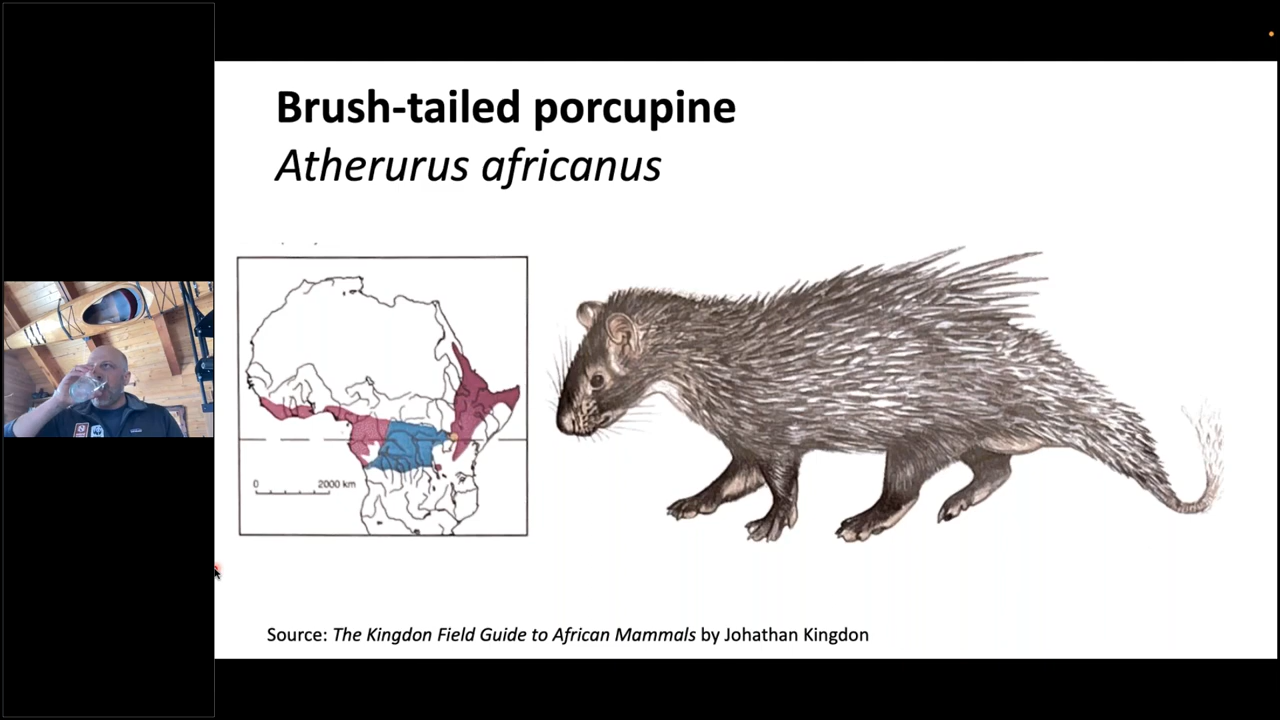 Brush-tailed porcupine
Atherurus africanus
0 2000 km
Source: The Kingdon Field Guide to African Mammals by Johathan Kingdon